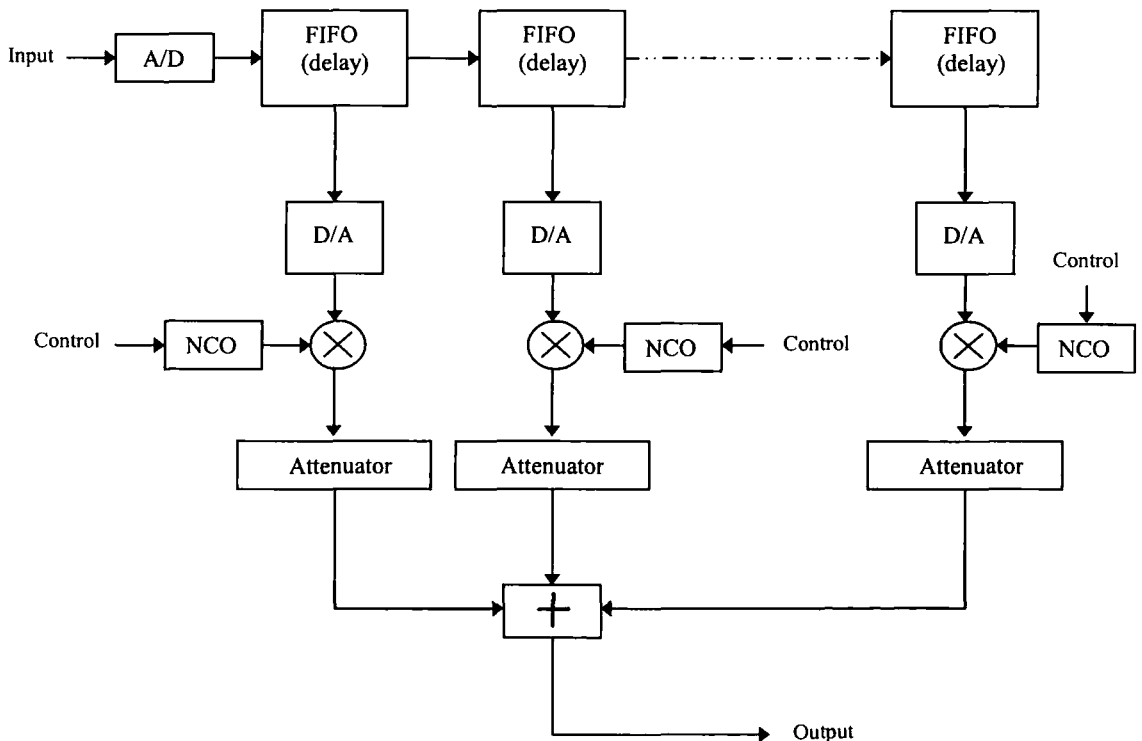 Input
A/D
FIFO
(delay)
FIFO
(delay)
FIFO
(delay)
D/A
D/A
D/A
Control
Control
NCO
NCO
Control
NCO
Attenuator
Attenuator
Attenuator
+
Output